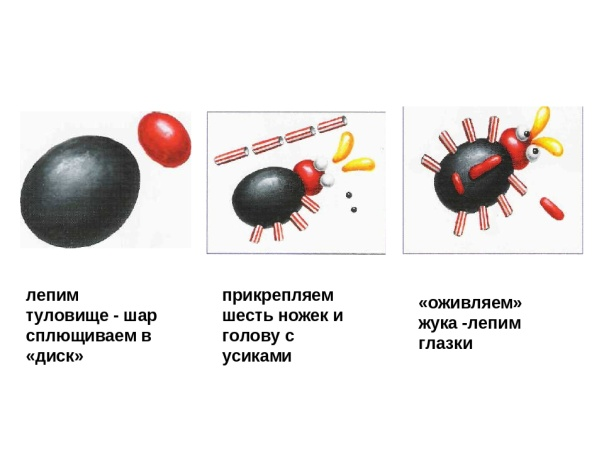 лепим
туловище - шар
сплющиваем в
«диск»
прикрепляем
шесть ножек и
голову с
усиками
«оживляем»
жука -лепим
глазки